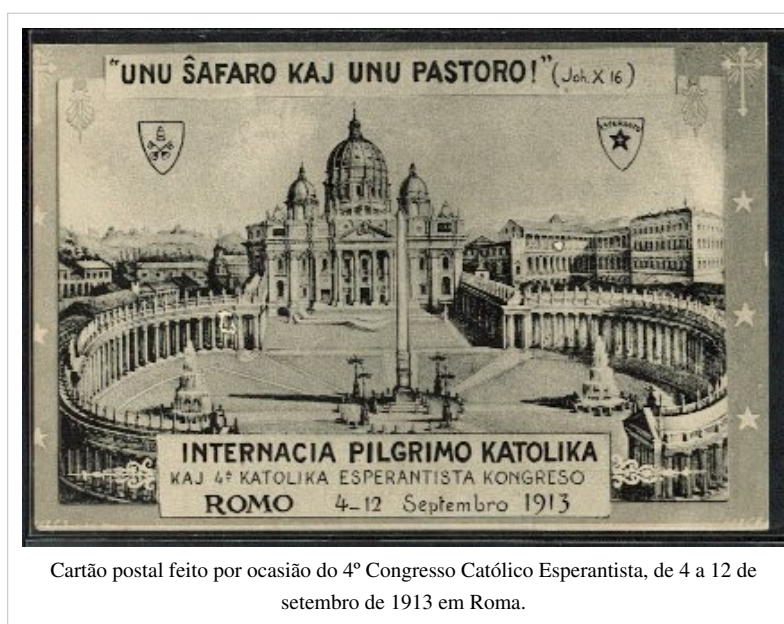 "UNU ŜAFARO KAJ UNU PASTORO!" (Joh. X 16)
ESPERANTO
INTERNACIA PILGRIMO KATOLIKA
KAJ 4ª KATOLIKA ESPERANTISTA KONGRESO
ROMO 4-12 Septembro 1913
Cartão postal feito por ocasião do 4º Congresso Católico Esperantista, de 4 a 12 de
setembro de 1913 em Roma.